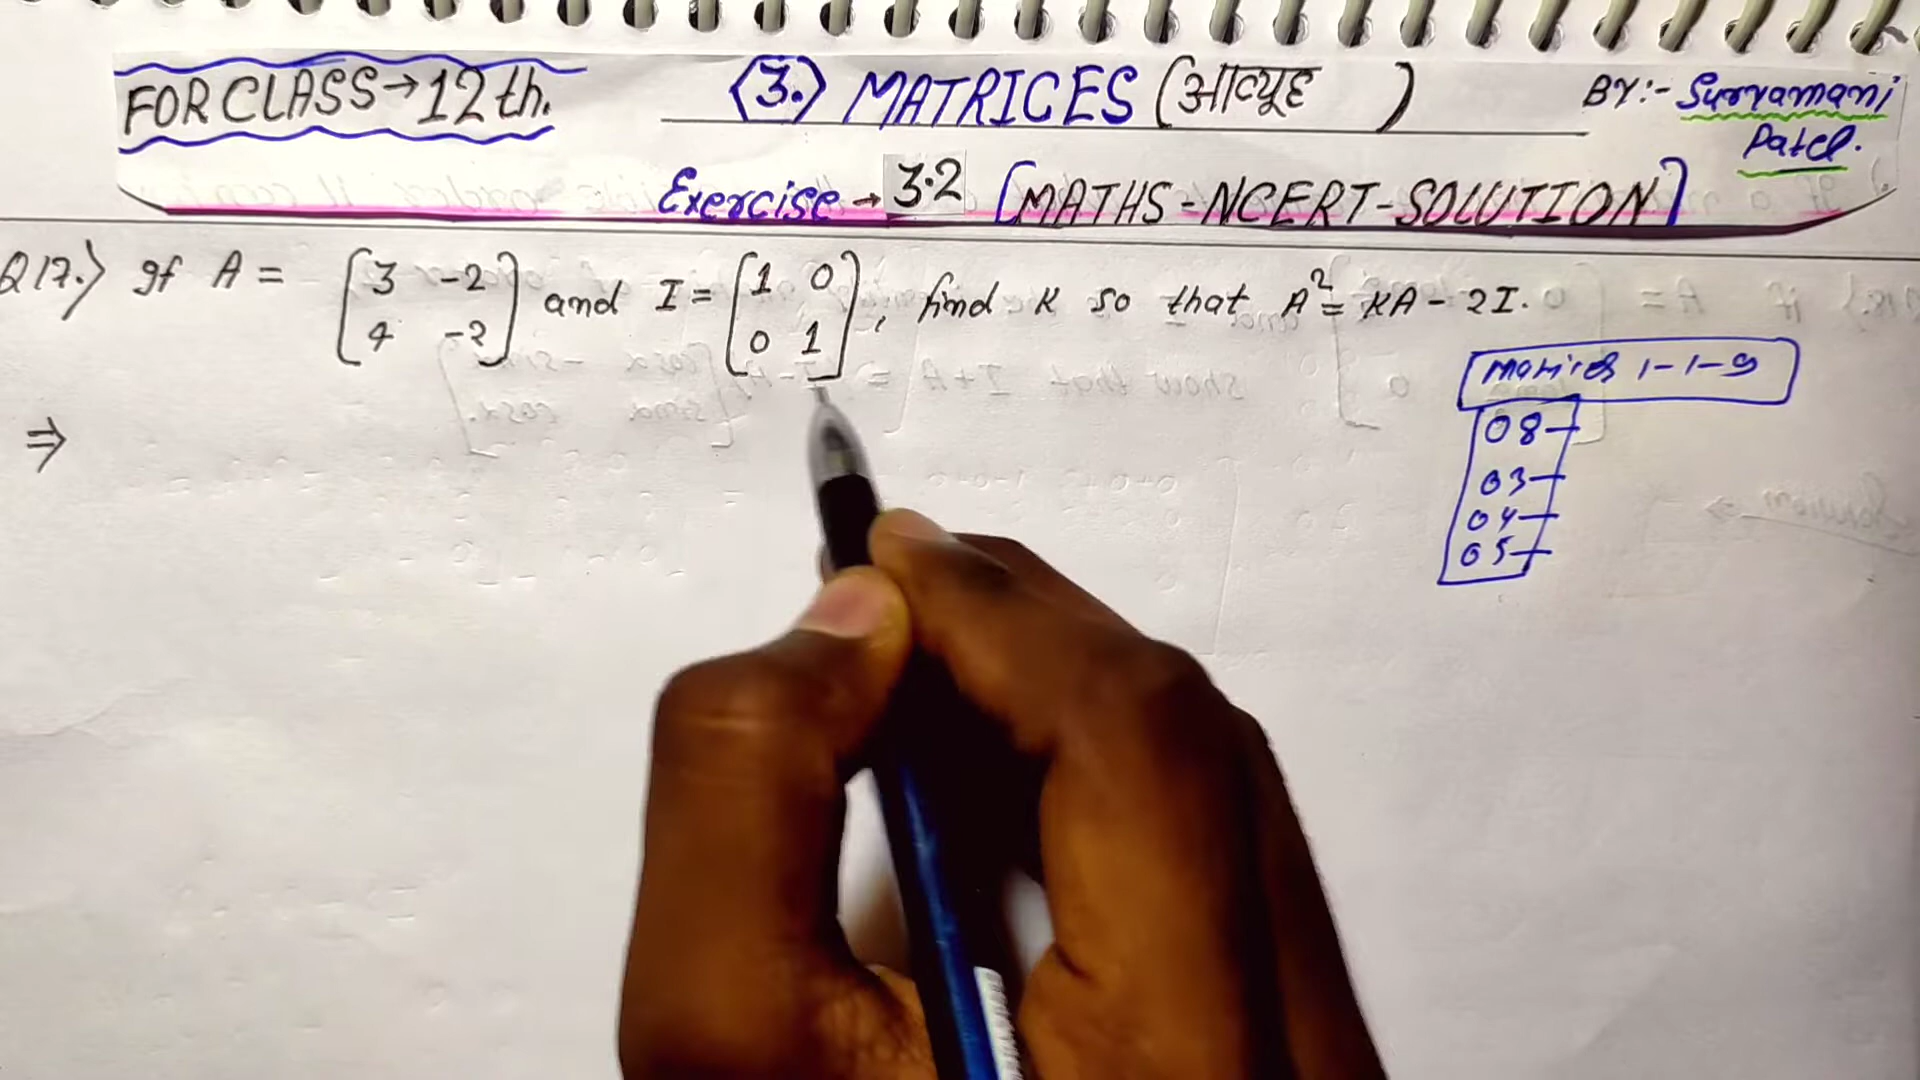 FOR CLASS → 12th.
<3.> MATRICES (आव्यूह )
BY:- Suryamani Patel.
Exercise → 3.2 [MATHS-NCERT-SOLUTION]
Q17.) If A = [3 -2 and I = [1 0 , find K so that A² = KA - 2I.
4 -2] 0 1]
⇒
1-1-9
08-
03-
04-
05-